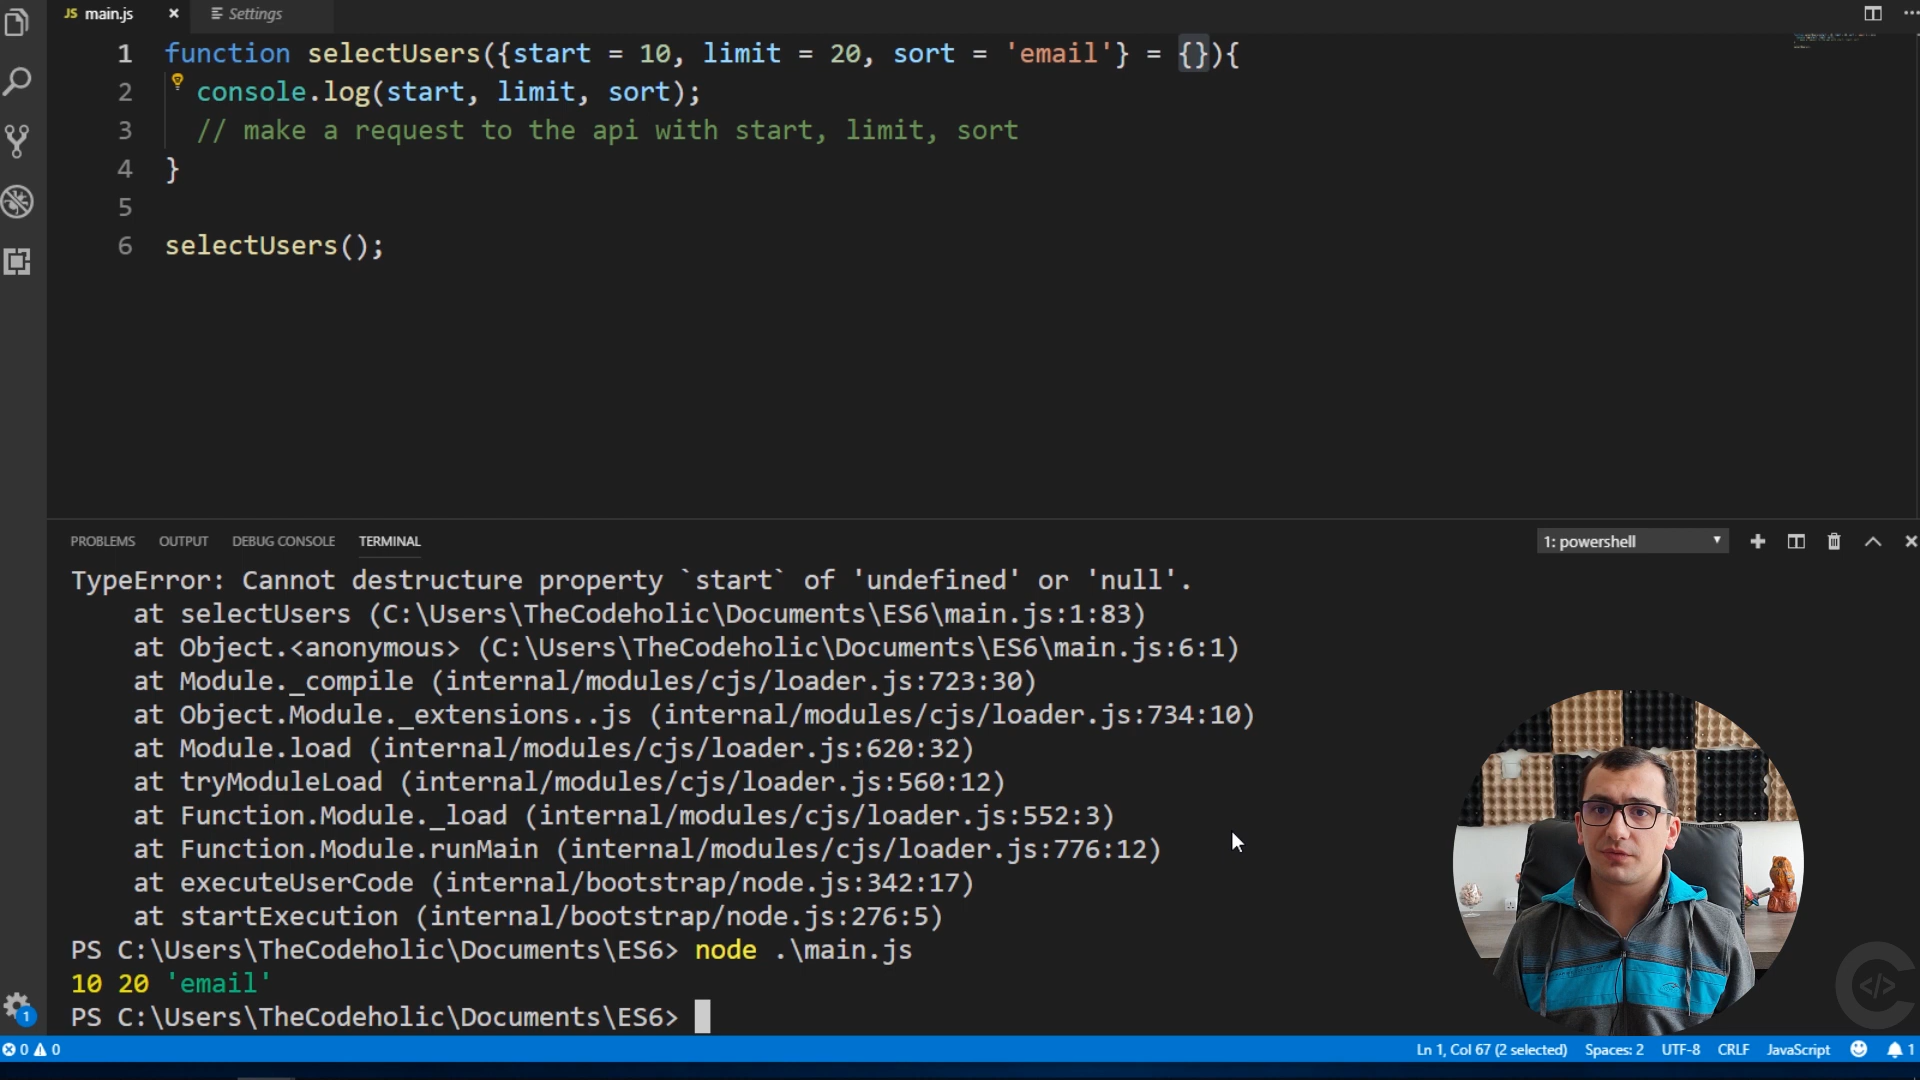 JS main.js × Settings
1 function selectUsers({start = 10, limit = 20, sort = 'email'} = {}){
2 console.log(start, limit, sort);
3 // make a request to the api with start, limit, sort
4 }
5
6 selectUsers();
PROBLEMS OUTPUT DEBUG CONSOLE TERMINAL 1: powershell
TypeError: Cannot destructure property `start` of 'undefined' or 'null'.
at selectUsers (C:\Users\TheCodeholic\Documents\ES6\main.js:1:83)
at Object.<anonymous> (C:\Users\TheCodeholic\Documents\ES6\main.js:6:1)
at Module._compile (internal/modules/cjs/loader.js:723:30)
at Object.Module._extensions..js (internal/modules/cjs/loader.js:734:10)
at Module.load (internal/modules/cjs/loader.js:620:32)
at tryModuleLoad (internal/modules/cjs/loader.js:560:12)
at Function.Module._load (internal/modules/cjs/loader.js:552:3)
at Function.Module.runMain (internal/modules/cjs/loader.js:776:12)
at executeUserCode (internal/bootstrap/node.js:342:17)
at startExecution (internal/bootstrap/node.js:276:5)
PS C:\Users\TheCodeholic\Documents\ES6> node .\main.js
10 20 'email'
PS C:\Users\TheCodeholic\Documents\ES6>
</>
1
0 0 Ln 1, Col 67 (2 selected) Spaces: 2 UTF-8 CRLF JavaScript 1